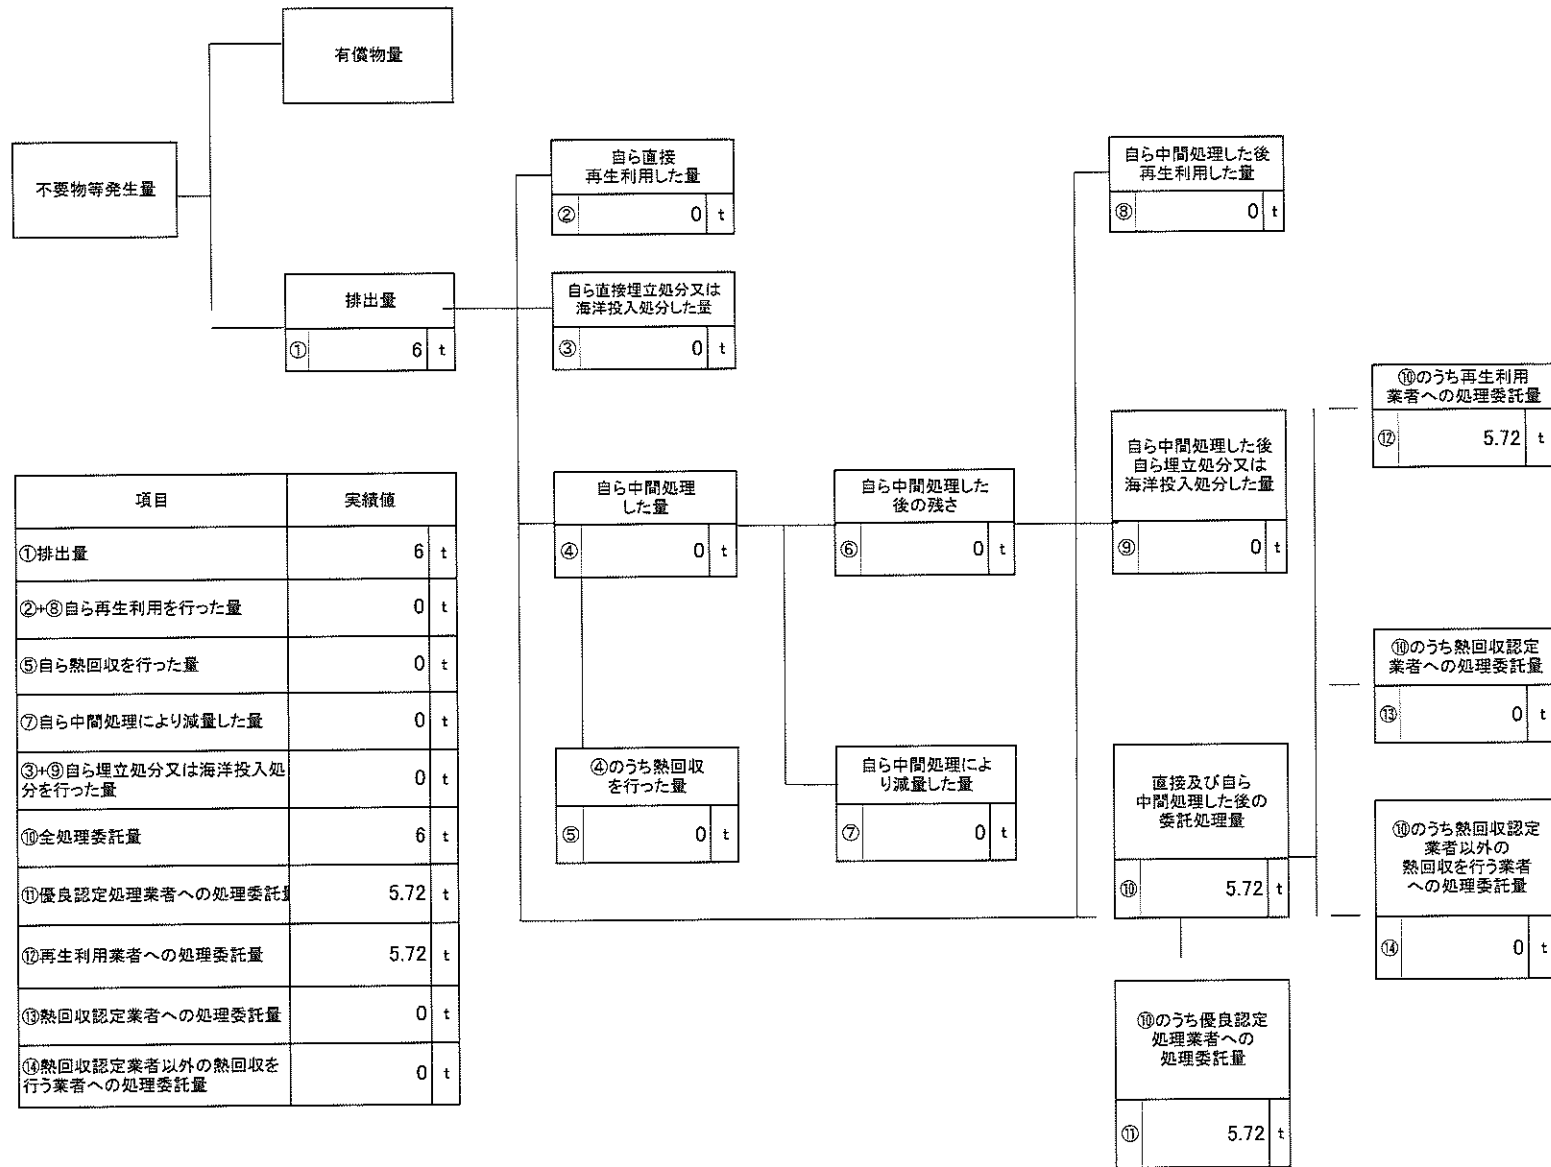 有償物量
不要物等発生量
排出量
① 6 t
自ら直接
再生利用した量
② 0 t
自ら直接埋立処分又は
海洋投入処分した量
③ 0 t
自ら中間処理
した量
④ 0 t
④のうち熱回収
を行った量
⑤ 0 t
自ら中間処理した
後の残さ
⑥ 0 t
自ら中間処理によ
り減量した量
⑦ 0 t
自ら中間処理した後
再生利用した量
⑧ 0 t
自ら中間処理した後
自ら埋立処分又は
海洋投入処分した量
⑨ 0 t
直接及び自ら
中間処理した後の
委託処理量
⑩ 5.72 t
⑩のうち優良認定
処理業者への
処理委託量
⑪ 5.72 t
⑩のうち再生利用
業者への処理委託量
⑫ 5.72 t
⑩のうち熱回収認定
業者への処理委託量
⑬ 0 t
⑩のうち熱回収認定
業者以外の
熱回収を行う業者
への処理委託量
⑭ 0 t
項目 実績値
①排出量 6 t
②+⑧自ら再生利用を行った量 0 t
⑤自ら熱回収を行った量 0 t
⑦自ら中間処理により減量した量 0 t
③+⑨自ら埋立処分又は海洋投入処
分を行った量 0 t
⑩全処理委託量 6 t
⑪優良認定処理業者への処理委託量 5.72 t
⑫再生利用業者への処理委託量 5.72 t
⑬熱回収認定業者への処理委託量 0 t
⑭熱回収認定業者以外の熱回収を
行う業者への処理委託量 0 t